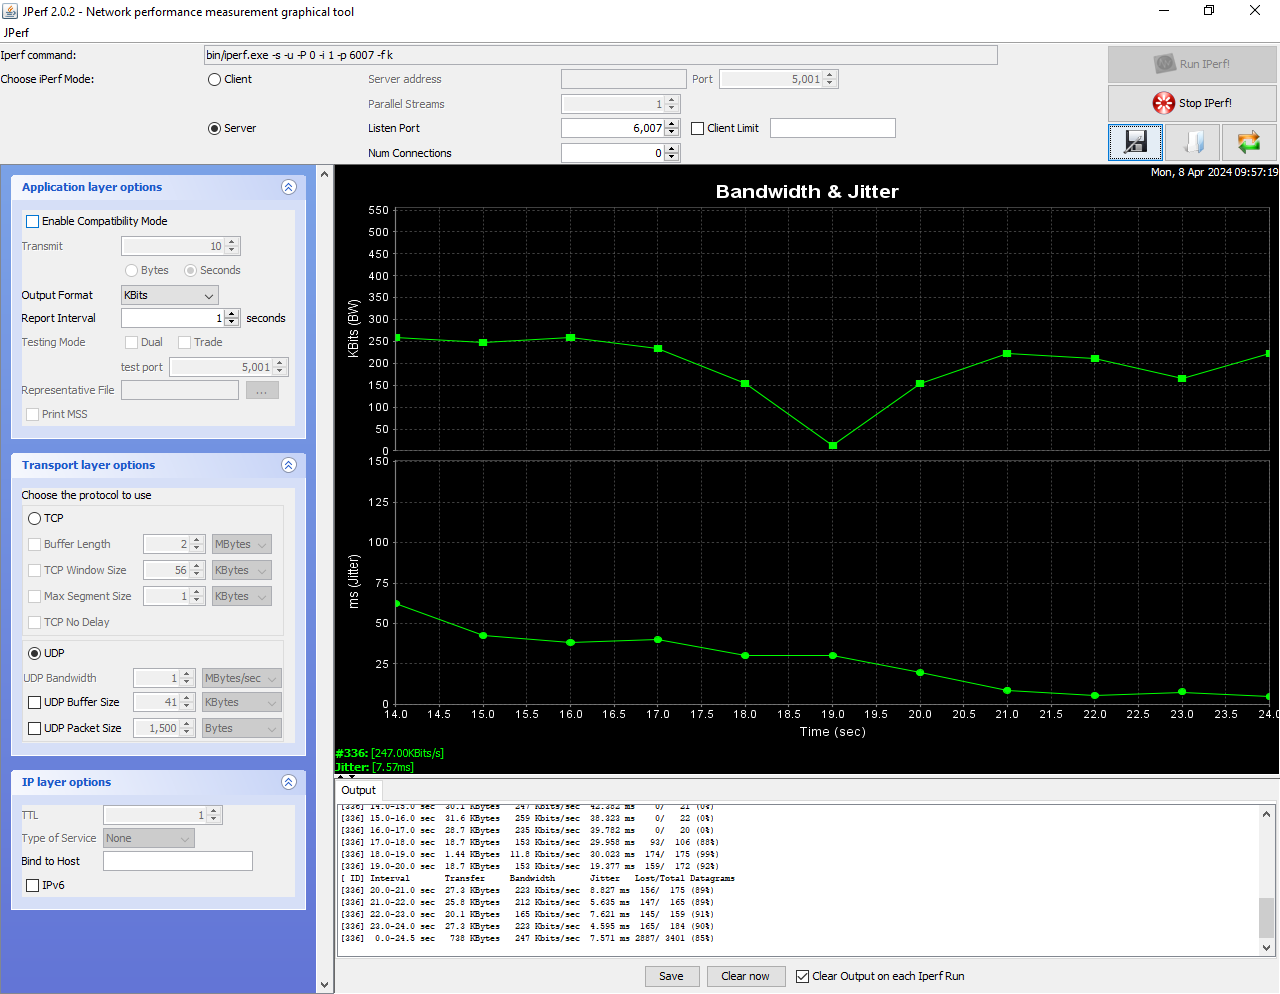 JPerf 2.0.2 - Network performance measurement graphical tool
JPerf
Iperf command: bin/iperf.exe -s -u -P 0 -i 1 -p 6007 -f k
Run IPerf!
Choose iPerf Mode: Client Server address Port 5,001
Parallel Streams 1
Stop IPerf!
Server Listen Port 6,007 Client Limit
Num Connections 0
Application layer options
Enable Compatibility Mode
Transmit 10
Bytes Seconds
Output Format KBits
Report Interval 1 seconds
Testing Mode Dual Trade
test port 5,001
Representative File ...
Print MSS
Transport layer options
Choose the protocol to use
TCP
Buffer Length 2 MBytes
TCP Window Size 56 KBytes
Max Segment Size 1 KBytes
TCP No Delay
UDP
UDP Bandwidth 1 MBytes/sec
UDP Buffer Size 41 KBytes
UDP Packet Size 1,500 Bytes
IP layer options
TTL 1
Type of Service None
Bind to Host
IPv6
Mon, 8 Apr 2024 09:57:19
Bandwidth & Jitter
550
500
450
400
350
300
250
200
150
100
50
0
KBits (BW)
150
125
100
75
50
25
0
ms (Jitter)
14.0 14.5 15.0 15.5 16.0 16.5 17.0 17.5 18.0 18.5 19.0 19.5 20.0 20.5 21.0 21.5 22.0 22.5 23.0 23.5 24.0
Time (sec)
#336: [247.00KBits/s]
Jitter: [7.57ms]
Output
[336] 14.0-15.0 sec 30.1 KBytes 247 Kbits/sec 42.382 ms 0/ 21 (0%)
[336] 15.0-16.0 sec 31.6 KBytes 259 Kbits/sec 38.323 ms 0/ 22 (0%)
[336] 16.0-17.0 sec 28.7 KBytes 235 Kbits/sec 39.782 ms 0/ 20 (0%)
[336] 17.0-18.0 sec 18.7 KBytes 153 Kbits/sec 29.958 ms 93/ 106 (88%)
[336] 18.0-19.0 sec 1.44 KBytes 11.8 Kbits/sec 30.023 ms 174/ 175 (99%)
[336] 19.0-20.0 sec 18.7 KBytes 153 Kbits/sec 19.377 ms 159/ 172 (92%)
[ ID] Interval Transfer Bandwidth Jitter Lost/Total Datagrams
[336] 20.0-21.0 sec 27.3 KBytes 223 Kbits/sec 8.827 ms 156/ 175 (89%)
[336] 21.0-22.0 sec 25.8 KBytes 212 Kbits/sec 5.635 ms 147/ 165 (89%)
[336] 22.0-23.0 sec 20.1 KBytes 165 Kbits/sec 7.621 ms 145/ 159 (91%)
[336] 23.0-24.0 sec 27.3 KBytes 223 Kbits/sec 4.595 ms 165/ 184 (90%)
[336] 0.0-24.5 sec 738 KBytes 247 Kbits/sec 7.571 ms 2887/ 3401 (85%)
Save Clear now Clear Output on each Iperf Run